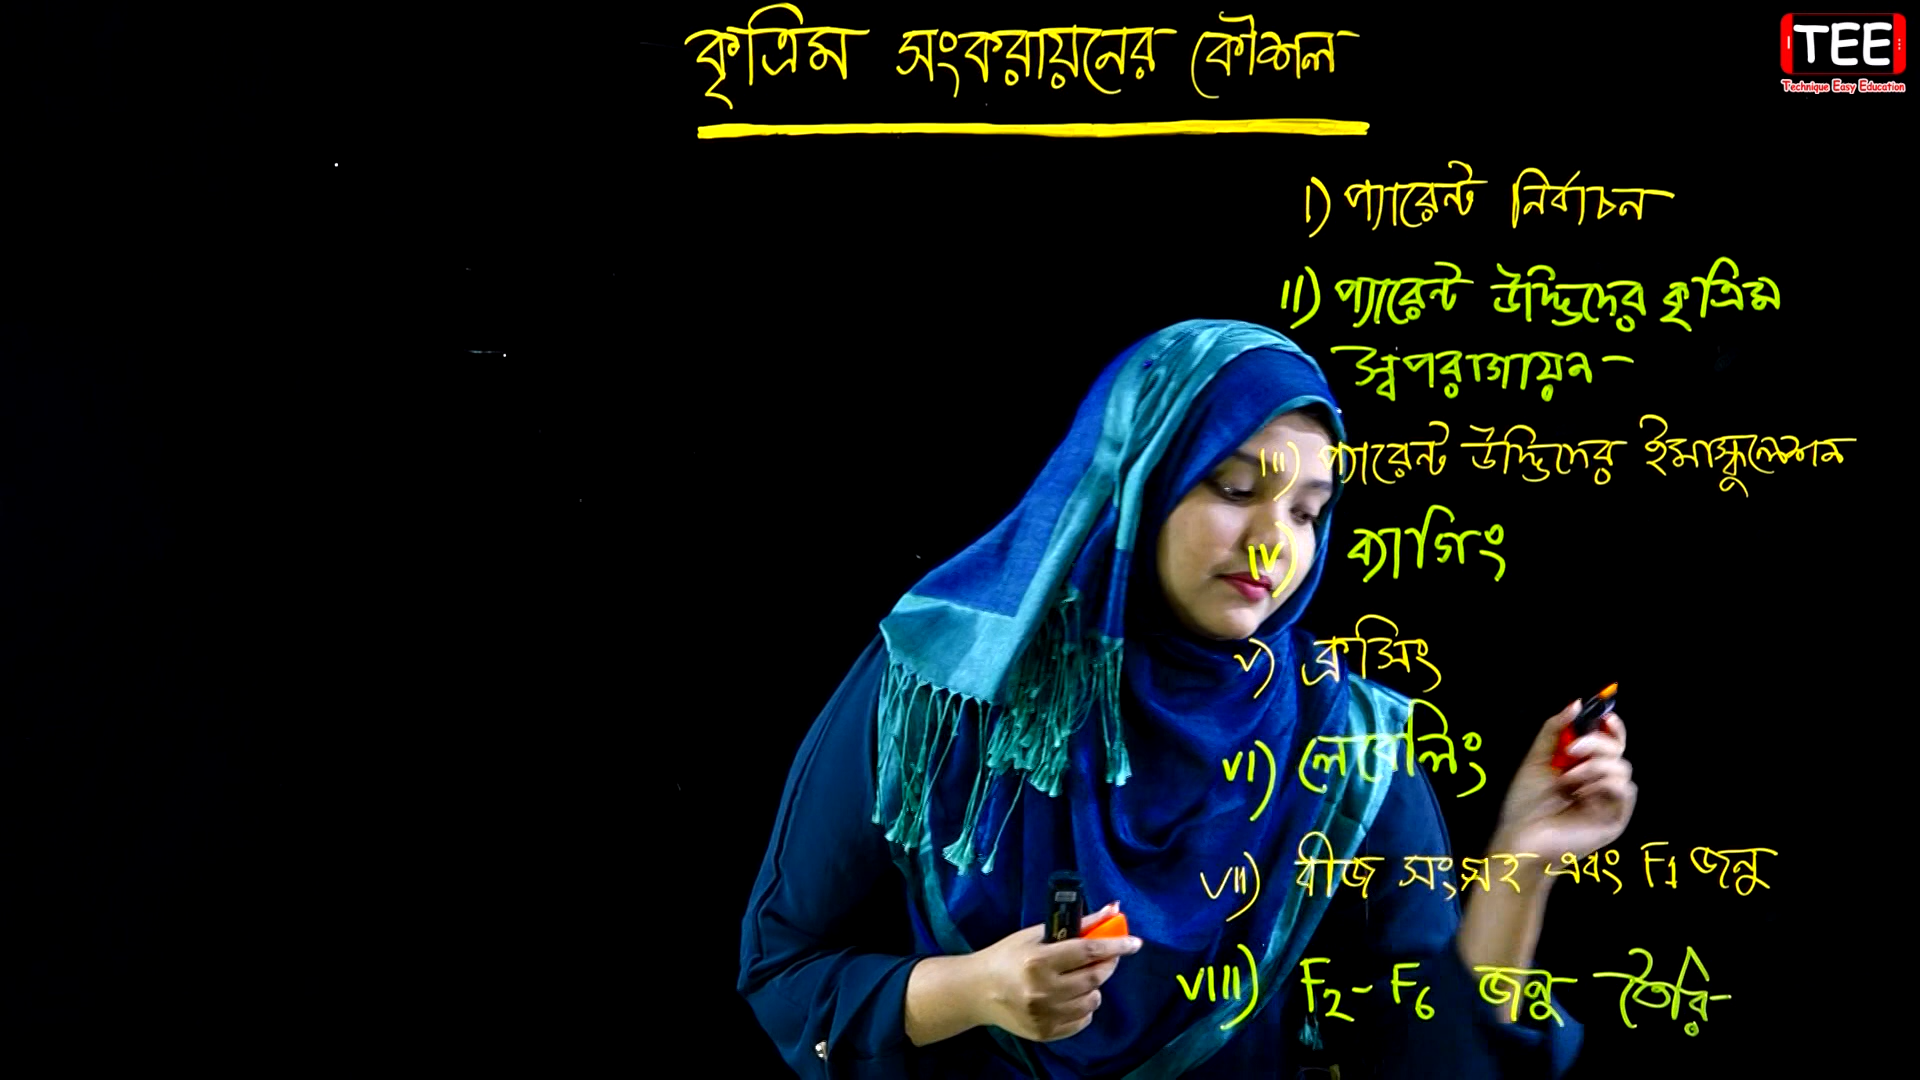 কৃত্রিম সংকরায়নের কৌশল
TEE
Technique Easy Education
I) প্যারেন্ট নির্বাচন
II) প্যারেন্ট উদ্ভিদের কৃত্রিম
স্বপরাগায়ন
III) প্যারেন্ট উদ্ভিদের ইমাস্কুলেশন
IV) ব্যাগিং
V) ক্রসিং
VI) লেবেলিং
VII) বীজ সংগ্রহ এবং F1 জনু
VIII) F2 - F6 জনু তৈরি